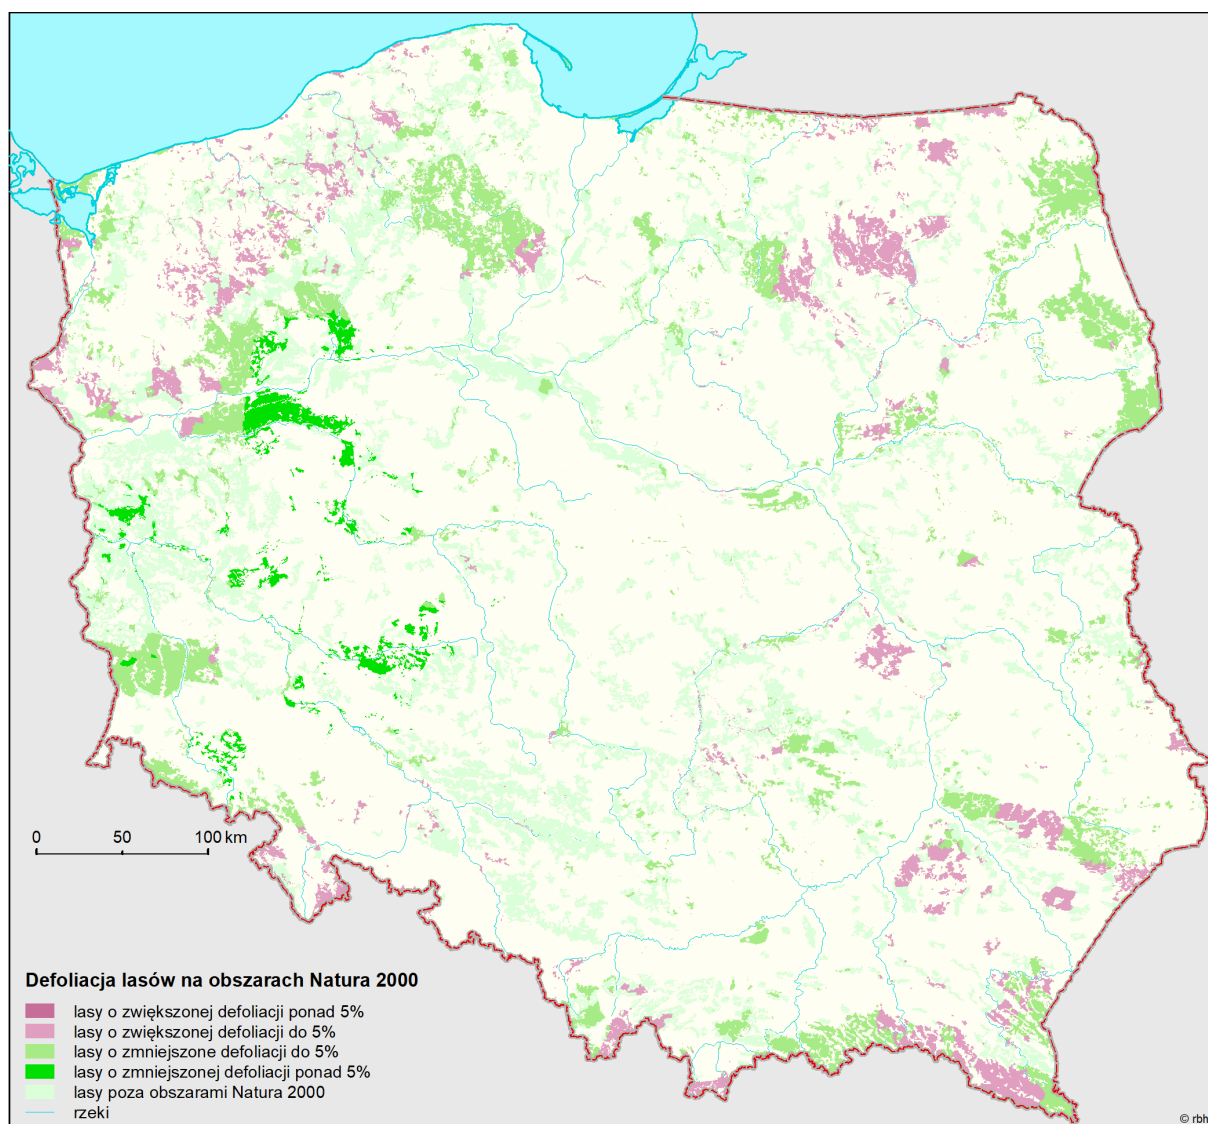 0 50 100 km
Defoliacja lasów na obszarach Natura 2000
lasy o zwiększonej defoliacji ponad 5%
lasy o zwiększonej defoliacji do 5%
lasy o zmniejszone defoliacji do 5%
lasy o zmniejszonej defoliacji ponad 5%
lasy poza obszarami Natura 2000
rzeki
© rbh